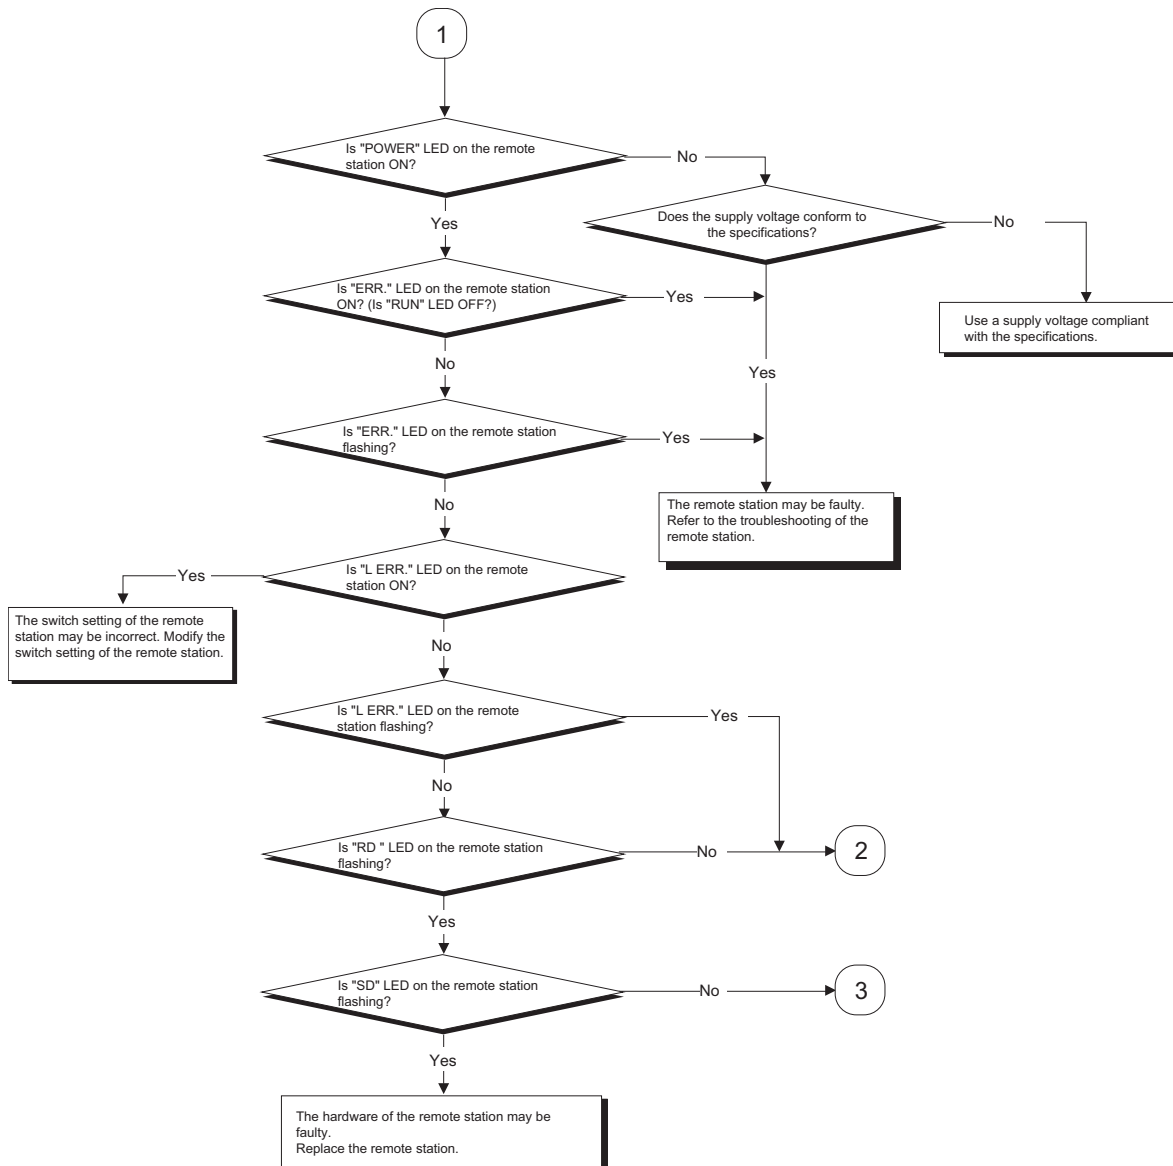 1
Is "POWER" LED on the remote
station ON?
No
Yes
Does the supply voltage conform to
the specifications?
No
Is "ERR." LED on the remote station
ON? (Is "RUN" LED OFF?)
Yes
Use a supply voltage compliant
with the specifications.
No
Yes
Is "ERR." LED on the remote station
flashing?
Yes
No
The remote station may be faulty.
Refer to the troubleshooting of the
remote station.
Is "L ERR." LED on the remote
station ON?
Yes
The switch setting of the remote
station may be incorrect. Modify the
switch setting of the remote station.
No
Is "L ERR." LED on the remote
station flashing?
Yes
No
Is "RD " LED on the remote station
flashing?
No
2
Yes
Is "SD" LED on the remote station
flashing?
No
3
Yes
The hardware of the remote station may be
faulty.
Replace the remote station.